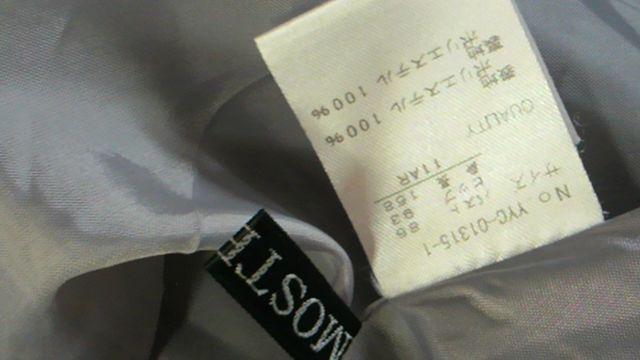 No YYC-01315-1
サイズ
バスト 86
ヒップ 93
身長 158
11AR
QUALITY
表地
ポリエステル 100%
裏地
ポリエステル 100%
MOSTI